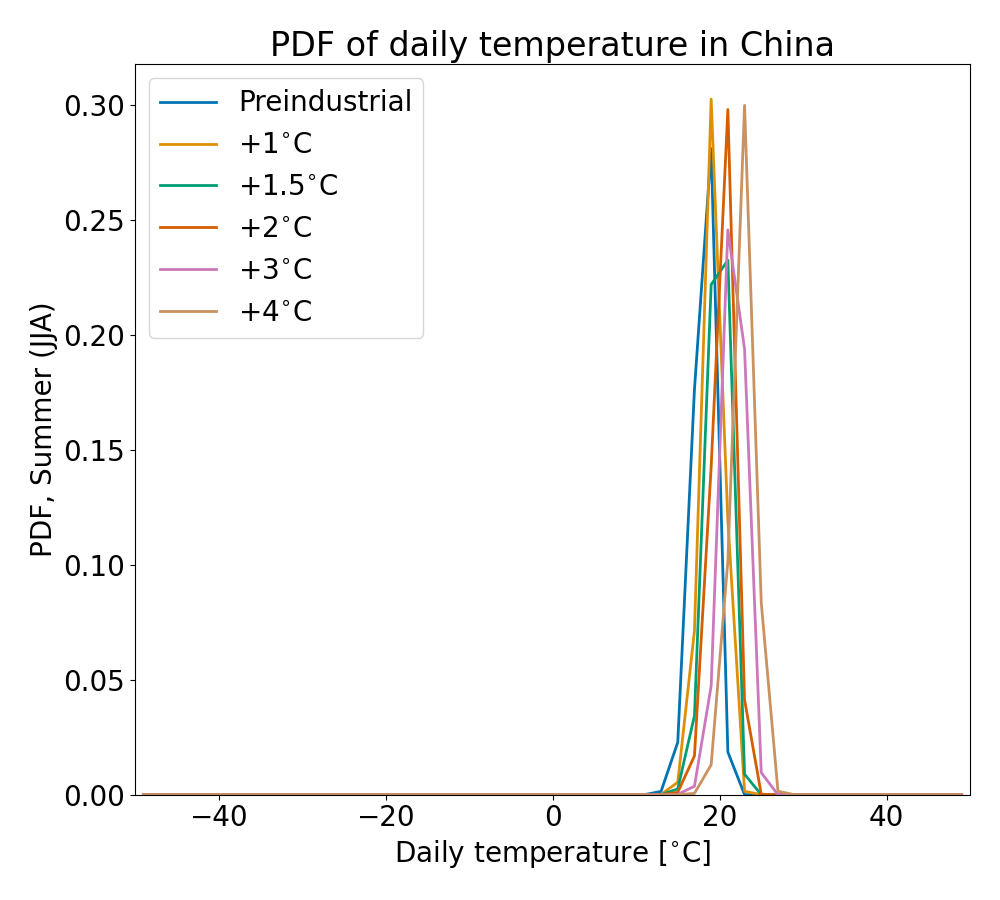 PDF of daily temperature in China
Preindustrial
+1°C
+1.5°C
+2°C
+3°C
+4°C
PDF, Summer (JJA)
0.30
0.25
0.20
0.15
0.10
0.05
0.00
−40 −20 0 20 40
Daily temperature [°C]